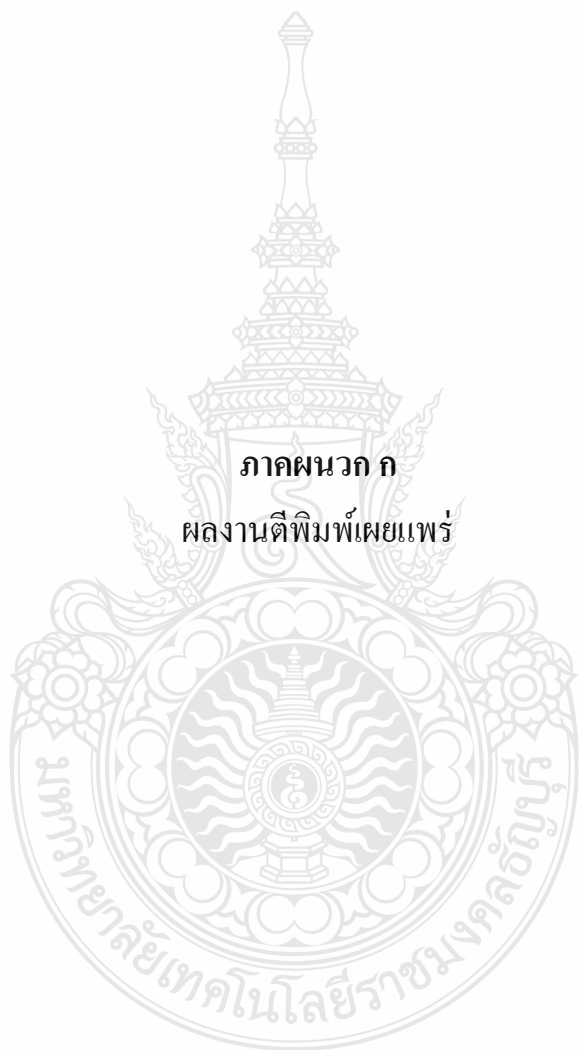 ภาคผนวก ก
ผลงานตีพิมพ์เผยแพร่
มหาวิทยาลัยเทคโนโลยีราชมงคลธัญบุรี